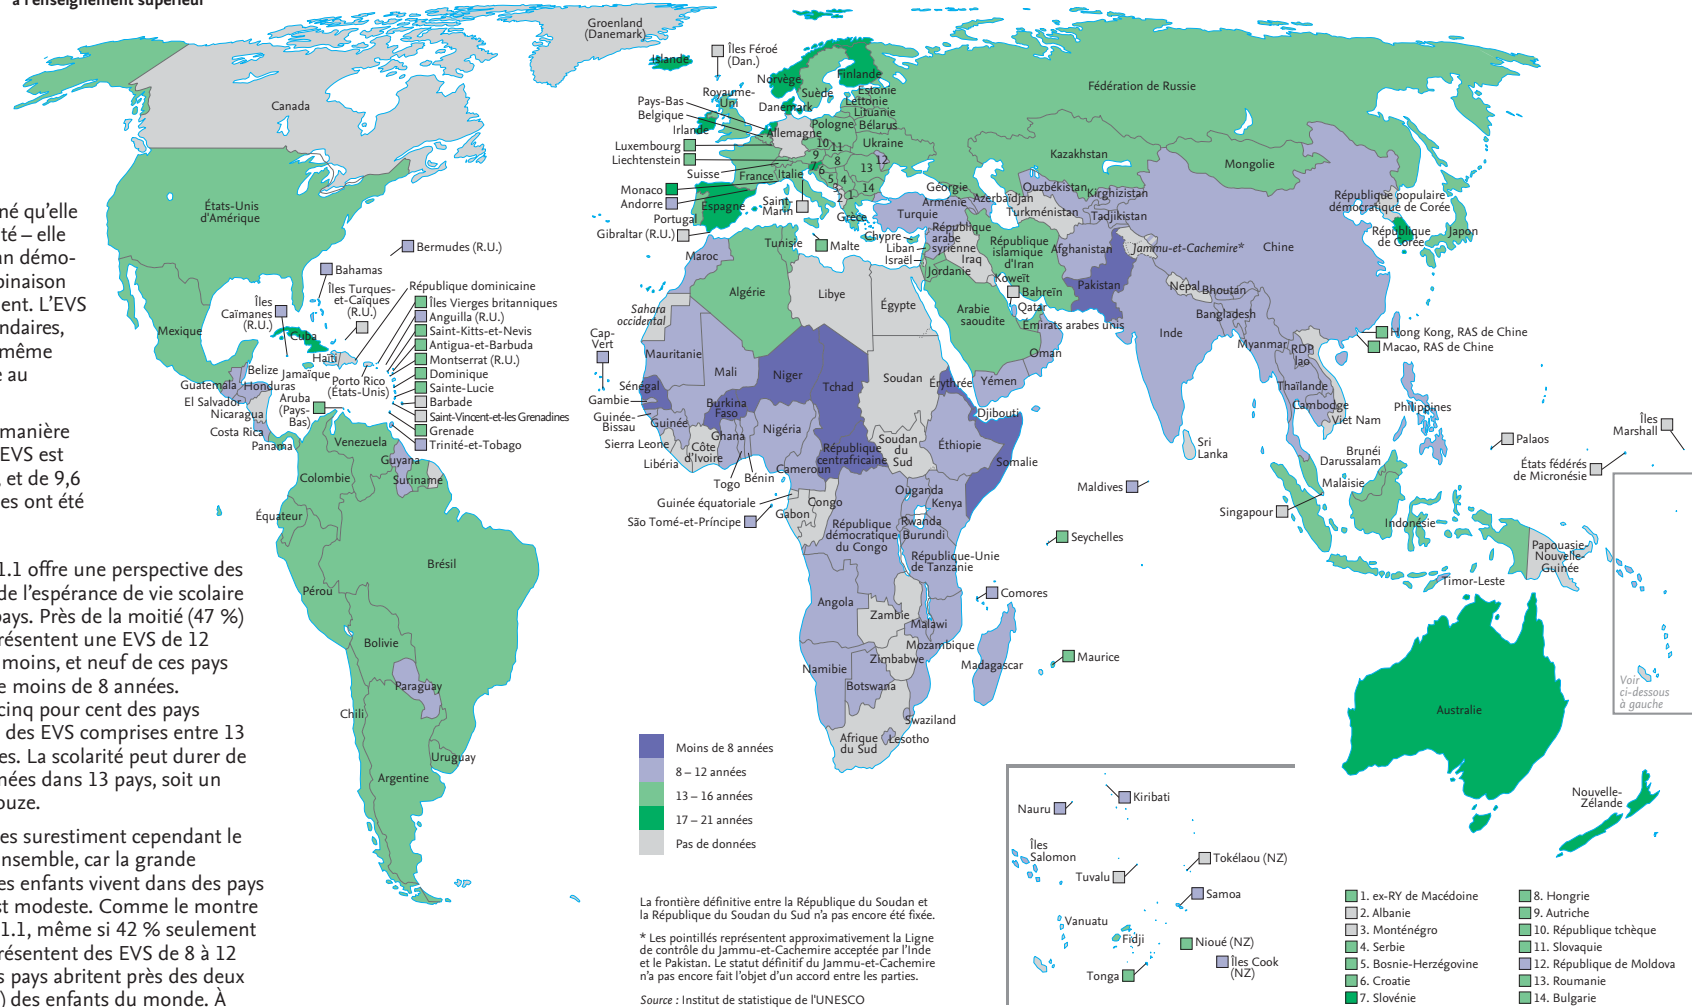 à l'enseignement supérieur
né qu'elle
té – elle
an démo-
binaison
ent. L'EVS
ndaires,
même
e au
manière
EVS est
, et de 9,6
es ont été
1.1 offre une perspective des
de l'espérance de vie scolaire
pays. Près de la moitié (47 %)
résentent une EVS de 12
moins, et neuf de ces pays
e moins de 8 années.
cinq pour cent des pays
des EVS comprises entre 13
es. La scolarité peut durer de
nées dans 13 pays, soit un
ouze.
es surestiment cependant le
nsemble, car la grande
es enfants vivent dans des pays
st modeste. Comme le montre
1.1, même si 42 % seulement
résentent des EVS de 8 à 12
s pays abritent près des deux
) des enfants du monde. À
Groenland
(Danemark)
Canada
États-Unis
d'Amérique
Mexique
Bermudes (R.U.)
Bahamas
Îles Turques-
et-Caïques
(R.U.)
Îles
Caïmanes
(R.U.)
Cuba
Haïti
Belize
Jamaïque
Guatemala
Honduras
El Salvador
Nicaragua
Costa Rica
Panama
Aruba
(Pays-
Bas)
Porto Rico
(États-Unis)
République dominicaine
Îles Vierges britanniques
Anguilla (R.U.)
Saint-Kitts-et-Nevis
Antigua-et-Barbuda
Montserrat (R.U.)
Dominique
Sainte-Lucie
Barbade
Saint-Vincent-et-les Grenadines
Grenade
Trinité-et-Tobago
Venezuela
Guyana
Suriname
Colombie
Équateur
Brésil
Pérou
Bolivie
Paraguay
Chili
Uruguay
Argentine
Islande
Îles Féroé
(Dan.)
Norvège
Finlande
Suède
Royaume-
Uni
Danemark
Estonie
Lettonie
Lituanie
Pays-Bas
Belgique
Irlande
Allemagne
Pologne
Bélarus
Luxembourg
Liechtenstein
Ukraine
10
11
9
8
12
7
6
13
5
4
3
14
2
1
Suisse
France
Italie
Monaco
Andorre
Espagne
Saint-
Marin
Portugal
Grèce
Gibraltar (R.U.)
Malte
Fédération de Russie
Kazakhstan
Mongolie
Géorgie
Arménie
Azerbaïdjan
Ouzbékistan
Kirghizistan
Turkménistan
Tadjikistan
Turquie
Chypre
Liban
Israël
République
arabe
syrienne
Iraq
Jordanie
République
islamique
d'Iran
Afghanistan
Jammu-et-Cachemire*
Chine
République populaire
démocratique de Corée
République
de Corée
Japon
Pakistan
Népal
Bhoutan
Bangladesh
Inde
Koweït
Bahreïn
Qatar
Émirats arabes unis
Arabie
saoudite
Oman
Yémen
Hong Kong, RAS de Chine
Macao, RAS de Chine
Myanmar
RDP
lao
Thaïlande
Cambodge
Viet Nam
Philippines
Sri
Lanka
Maldives
Brunéi
Darussalam
Malaisie
Singapour
Indonésie
Timor-Leste
Papouasie-
Nouvelle-
Guinée
Palaos
Îles
Marshall
États fédérés
de Micronésie
Maroc
Tunisie
Algérie
Libye
Égypte
Sahara
occidental
Cap-
Vert
Mauritanie
Mali
Niger
Tchad
Soudan
Érythrée
Djibouti
Sénégal
Gambie
Guinée-
Bissau
Guinée
Sierra Leone
Libéria
Burkina
Faso
Côte
d'Ivoire
Ghana
Togo
Bénin
Nigéria
Cameroun
République
centrafricaine
Soudan
du
Sud
Éthiopie
Somalie
Guinée équatoriale
São Tomé-et-Príncipe
Gabon
Congo
République
démocratique
du Congo
Ouganda
Kenya
Rwanda
Burundi
République-Unie
de Tanzanie
Seychelles
Comores
Angola
Zambie
Malawi
Mozambique
Zimbabwe
Madagascar
Maurice
Namibie
Botswana
Swaziland
Lesotho
Afrique
du Sud
Australie
Nouvelle-
Zélande
Voir
ci-dessous
à gauche
Moins de 8 années
8 – 12 années
13 – 16 années
17 – 21 années
Pas de données
La frontière définitive entre la République du Soudan et
la République du Soudan du Sud n'a pas encore été fixée.
* Les pointillés représentent approximativement la Ligne
de contrôle du Jammu-et-Cachemire acceptée par l'Inde
et le Pakistan. Le statut définitif du Jammu-et-Cachemire
n'a pas encore fait l'objet d'un accord entre les parties.
Source : Institut de statistique de l'UNESCO
Nauru
Kiribati
Îles
Salomon
Tuvalu
Tokélaou (NZ)
Samoa
Vanuatu
Fidji
Nioué (NZ)
Îles Cook
(NZ)
Tonga
1. ex-RY de Macédoine
2. Albanie
3. Monténégro
4. Serbie
5. Bosnie-Herzégovine
6. Croatie
7. Slovénie
8. Hongrie
9. Autriche
10. République tchèque
11. Slovaquie
12. République de Moldova
13. Roumanie
14. Bulgarie